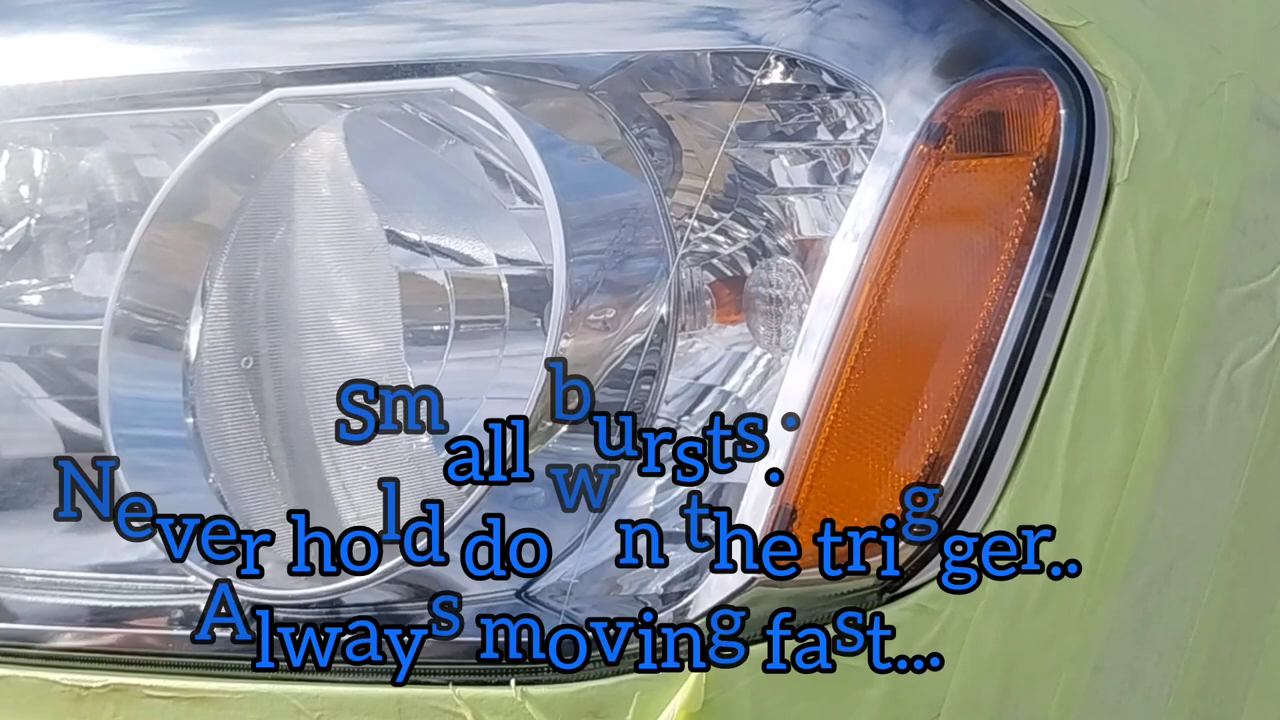 Small bursts.
Never hold down the trigger..
Always moving fast...